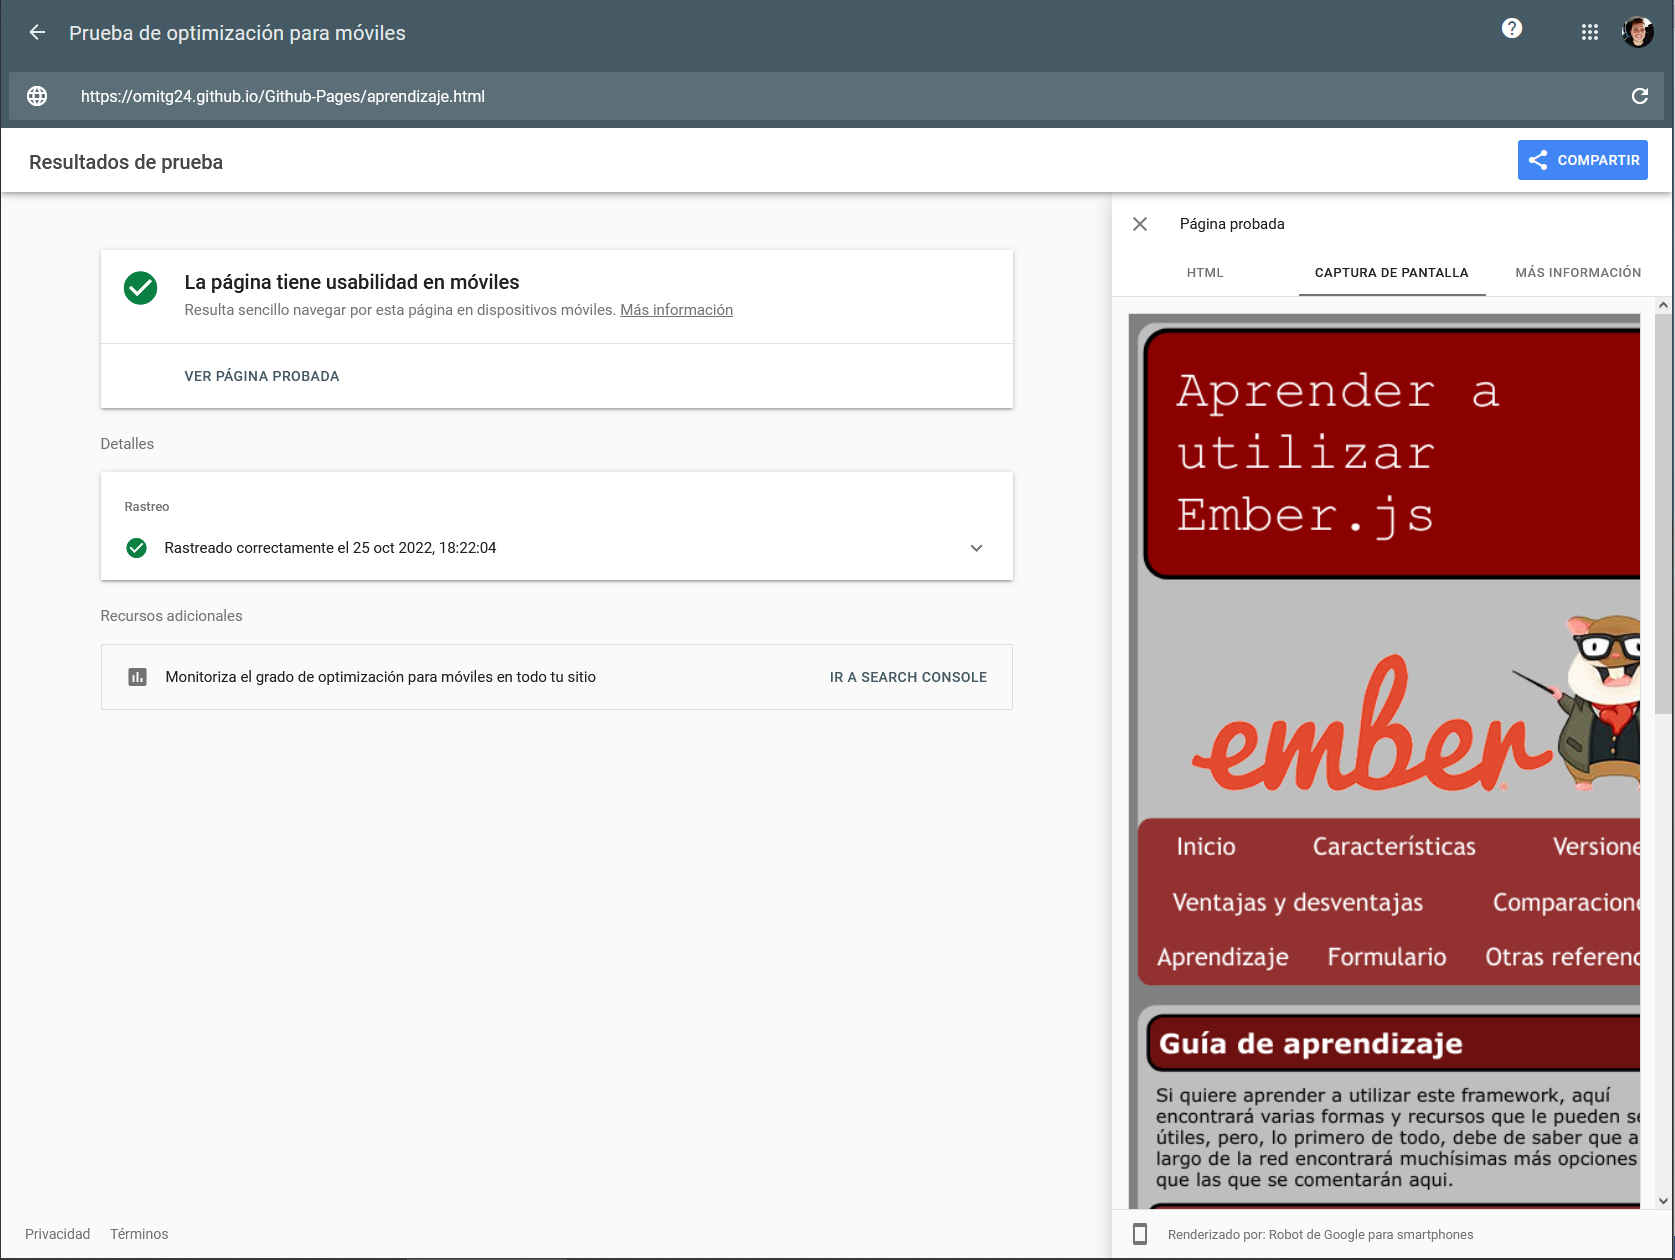 Prueba de optimización para móviles
https://omitg24.github.io/Github-Pages/aprendizaje.html
Resultados de prueba
COMPARTIR
La página tiene usabilidad en móviles
Resulta sencillo navegar por esta página en dispositivos móviles. Más información
VER PÁGINA PROBADA
Detalles
Rastreo
Rastreado correctamente el 25 oct 2022, 18:22:04
Recursos adicionales
Monitoriza el grado de optimización para móviles en todo tu sitio
IR A SEARCH CONSOLE
Privacidad Términos
Página probada
HTML CAPTURA DE PANTALLA MÁS INFORMACIÓN
Aprender a
utilizar
Ember.js
ember
Inicio Características Versione
Ventajas y desventajas Comparacione
Aprendizaje Formulario Otras referenc
Guía de aprendizaje
Si quiere aprender a utilizar este framework, aquí
encontrará varias formas y recursos que le pueden se
útiles, pero, lo primero de todo, debe de saber que a
largo de la red encontrará muchísimas más opciones
que las que se comentarán aqui.
Renderizado por: Robot de Google para smartphones